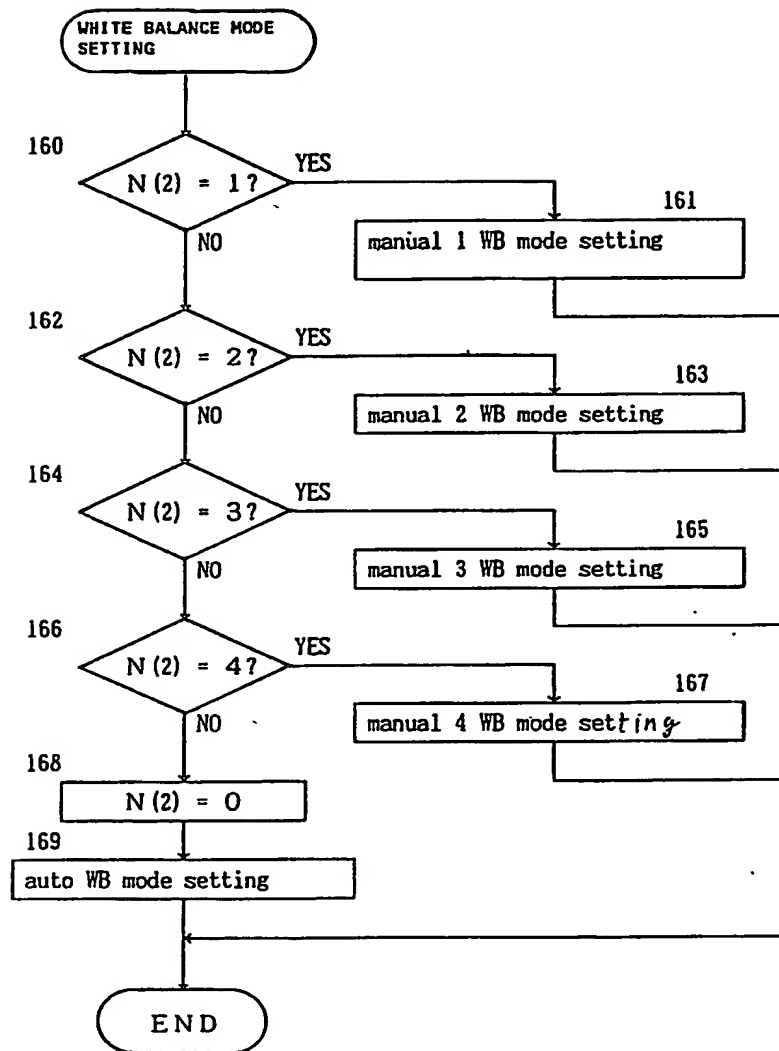 WHITE BALANCE MODE
SETTING
160
N(2) = 1?
YES
NO
161
manual 1 WB mode setting
162
N(2) = 2?
YES
NO
163
manual 2 WB mode setting
164
N(2) = 3?
YES
NO
165
manual 3 WB mode setting
166
N(2) = 4?
YES
NO
167
manual 4 WB mode setting
168
N(2) = 0
169
auto WB mode setting
END